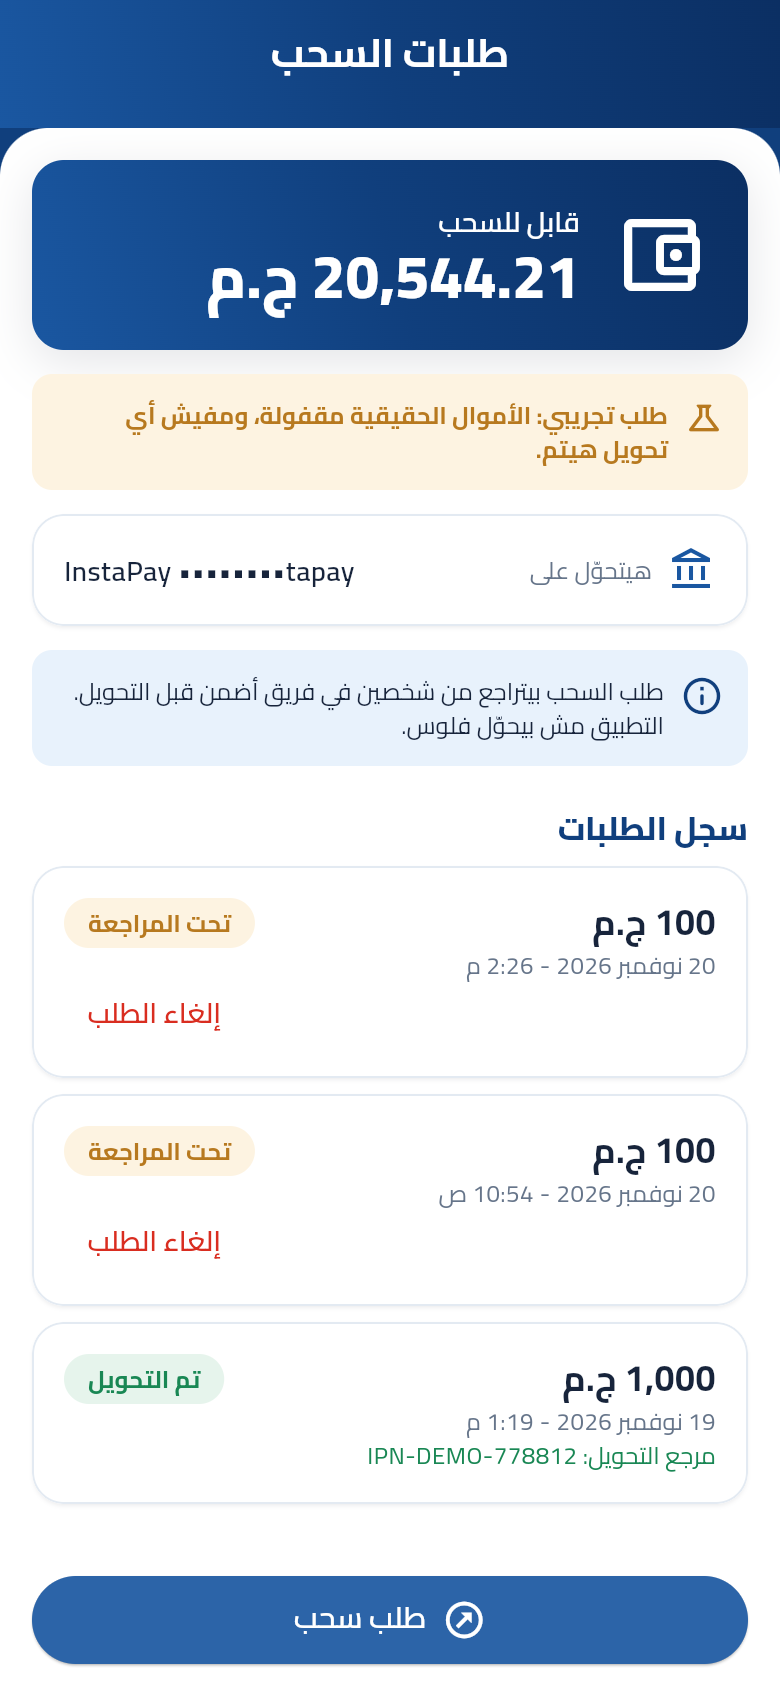 طلبات السحب
قابل للسحب
20,544.21 ج.م
طلب تجريبي: الأموال الحقيقية مقفولة، ومفيش أي
تحويل هيتم.
هيتحوّل على
InstaPay ••••••••tapay
طلب السحب بيتراجع من شخصين في فريق أضمن قبل التحويل.
التطبيق مش بيحوّل فلوس.
سجل الطلبات
100 ج.م
تحت المراجعة
20 نوفمبر 2026 - 2:26 م
إلغاء الطلب
100 ج.م
تحت المراجعة
20 نوفمبر 2026 - 10:54 ص
إلغاء الطلب
1,000 ج.م
تم التحويل
19 نوفمبر 2026 - 1:19 م
مرجع التحويل: IPN-DEMO-778812
طلب سحب